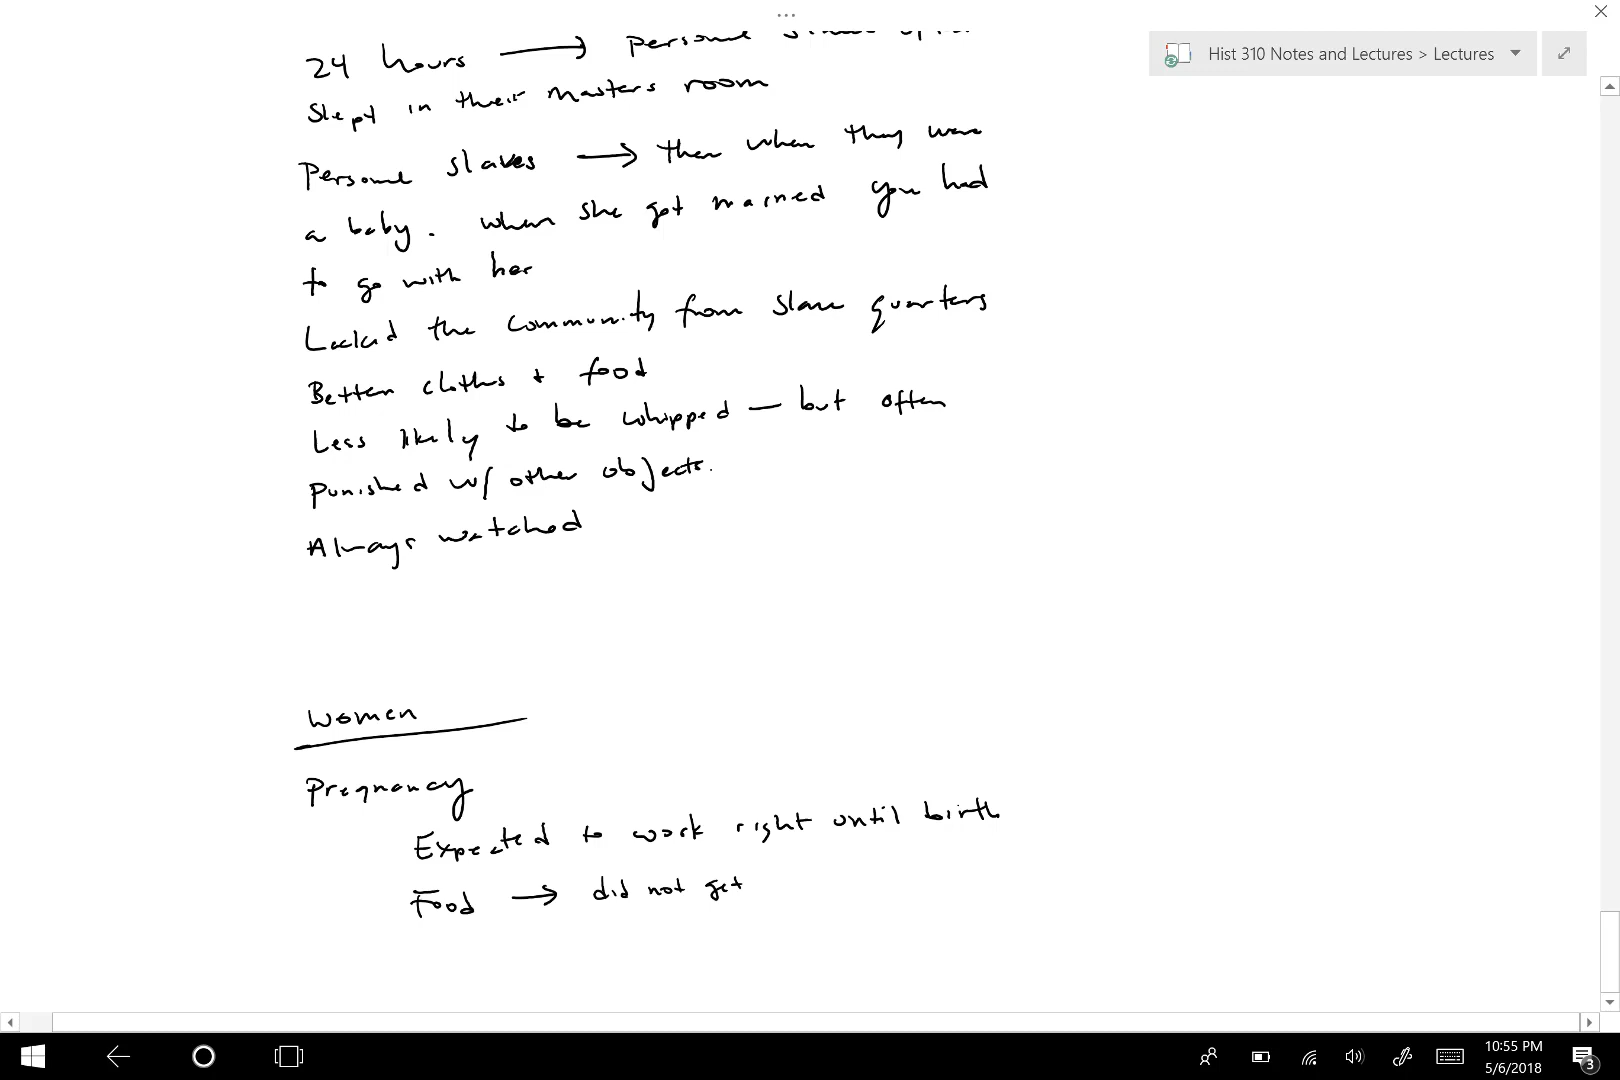 Hist 310 Notes and Lectures > Lectures
24 hours → personal
slept in their masters room
Personal slaves → then when they were
a baby. when she got married you had
to go with her
Lacked the community from slave quarters
Better clothes + food
Less likely to be whipped — but often
punished w/ other objects.
Always watched
Women
Pregnancy
Expected to work right until birth
Food → did not get
10:55 PM
5/6/2018
3